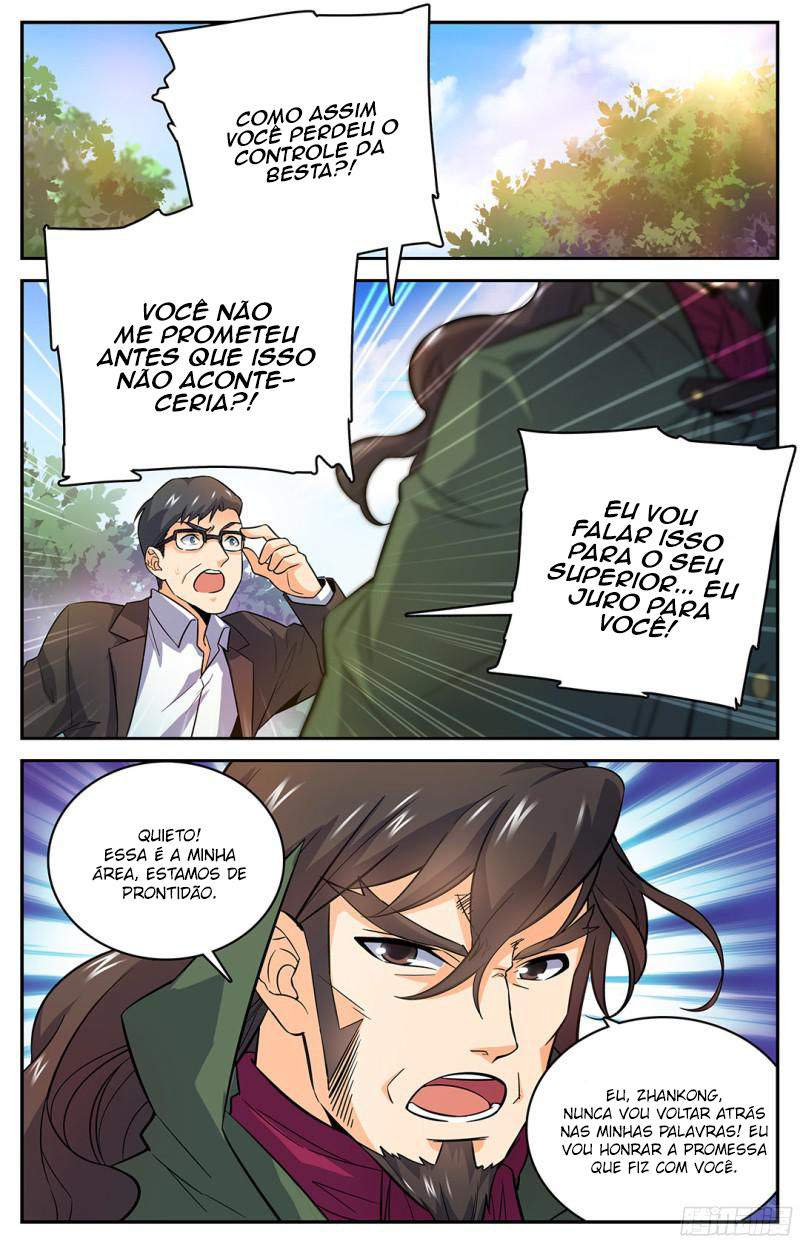 COMO ASSIM
VOCÊ PERDEU O
CONTROLE DA
BESTA?!
VOCÊ NÃO
ME PROMETEU
ANTES QUE ISSO
NÃO ACONTE-
CERIA?!
EU VOU
FALAR ISSO
PARA O SEU
SUPERIOR... EU
JURO PARA
VOCÊ!
QUIETO!
ESSA É A MINHA
ÁREA, ESTAMOS DE
PRONTIDÃO.
EU, ZHANKONG,
NUNCA VOU VOLTAR ATRÁS
NAS MINHAS PALAVRAS! EU
VOU HONRAR A PROMESSA
QUE FIZ COM VOCÊ.